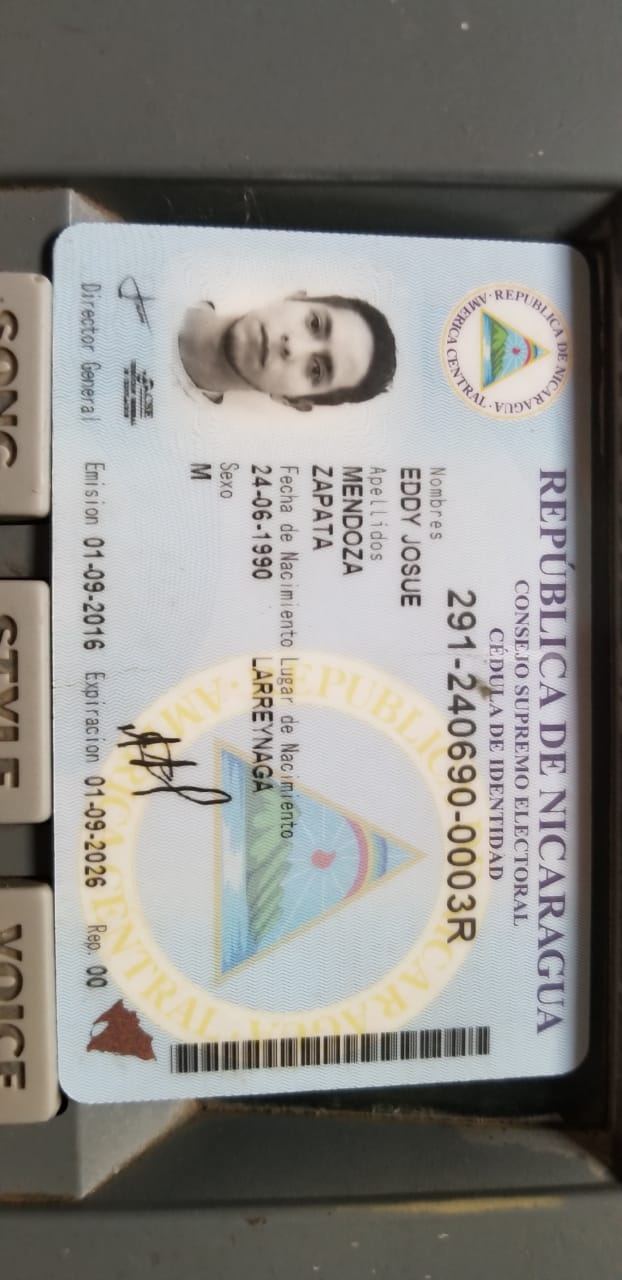 REPÚBLICA DE NICARAGUA
CONSEJO SUPREMO ELECTORAL
CÉDULA DE IDENTIDAD
REPUBLICA DE NICARAGUA · AMERICA CENTRAL ·
291-240690-0003R
Nombres
EDDY JOSUE
Apellidos
MENDOZA
ZAPATA
Fecha de Nacimiento Lugar de Nacimiento
24-06-1990 LARREYNAGA
Sexo
M
Director General Emision 01-09-2016 Expiracion 01-09-2026 Rep. 00
REPUBLICA DE NICARAGUA · AMERICA CENTRAL ·
SONG
STYLE
VOICE